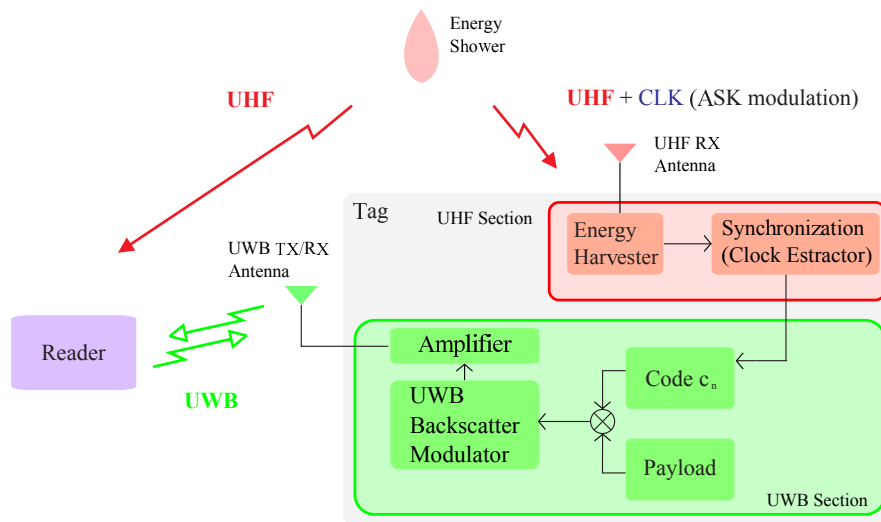 Energy
Shower
UHF
UHF + CLK (ASK modulation)
UHF RX
Antenna
Tag
UHF Section
Energy
Harvester
Synchronization
(Clock Estractor)
UWB TX/RX
Antenna
Reader
UWB
Amplifier
UWB
Backscatter
Modulator
Code cₙ
Payload
UWB Section